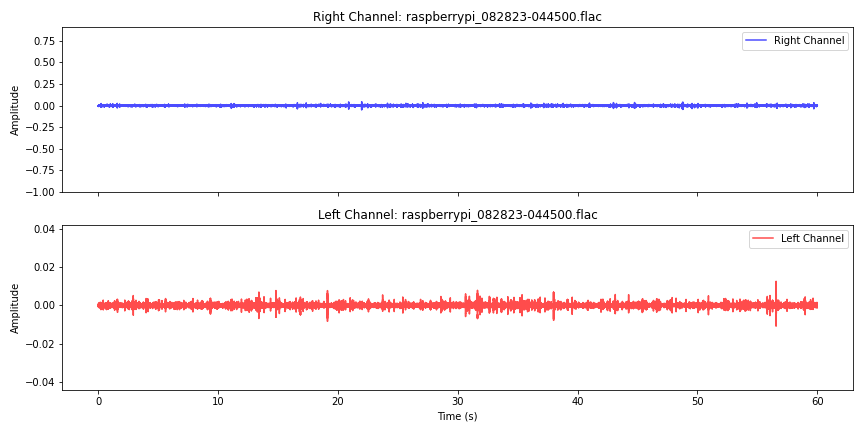 Right Channel: raspberrypi_082823-044500.flac
Right Channel
0.75
0.50
0.25
0.00
−0.25
−0.50
−0.75
−1.00
Amplitude
Left Channel: raspberrypi_082823-044500.flac
Left Channel
0.04
0.02
0.00
−0.02
−0.04
Amplitude
0 10 20 30 40 50 60
Time (s)